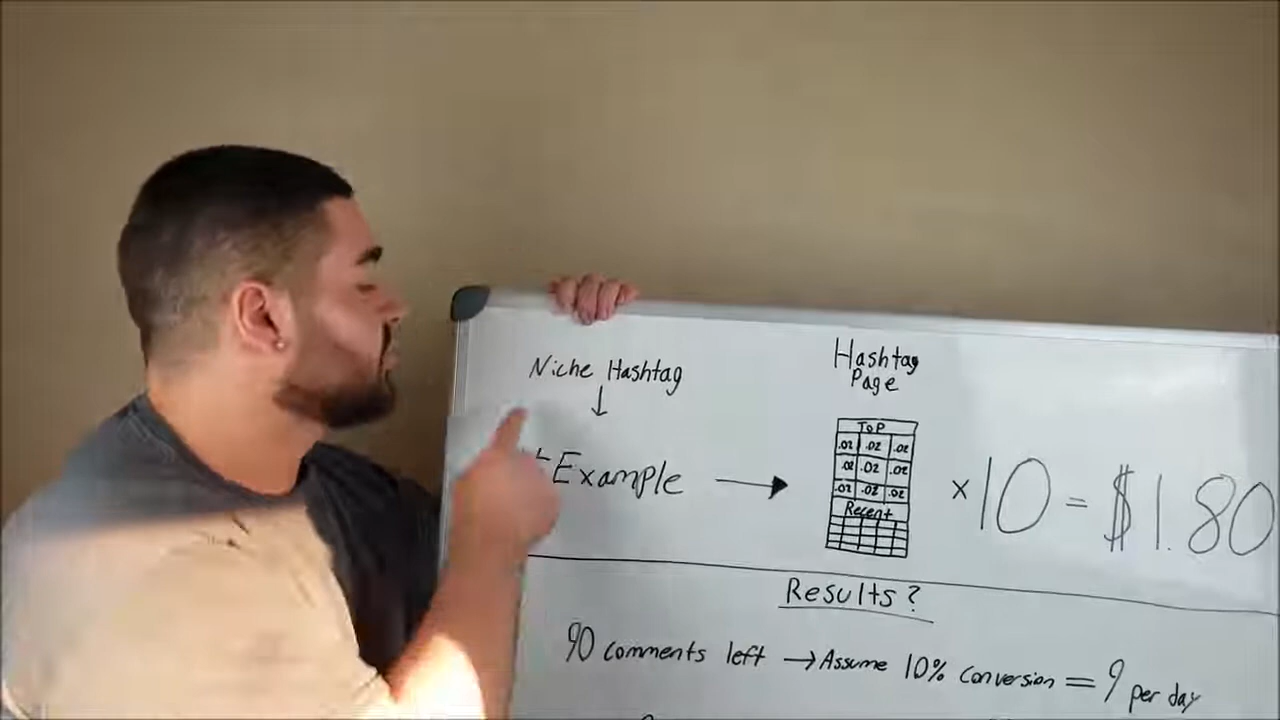 Niche Hashtag
Hashtag
Page
Example
TOP
.02 .02 .02
.02 .02 .02
.02 .02 .02
Recent
×10 = $1.80
Results?
90 comments left → Assume 10% conversion = 9 per day